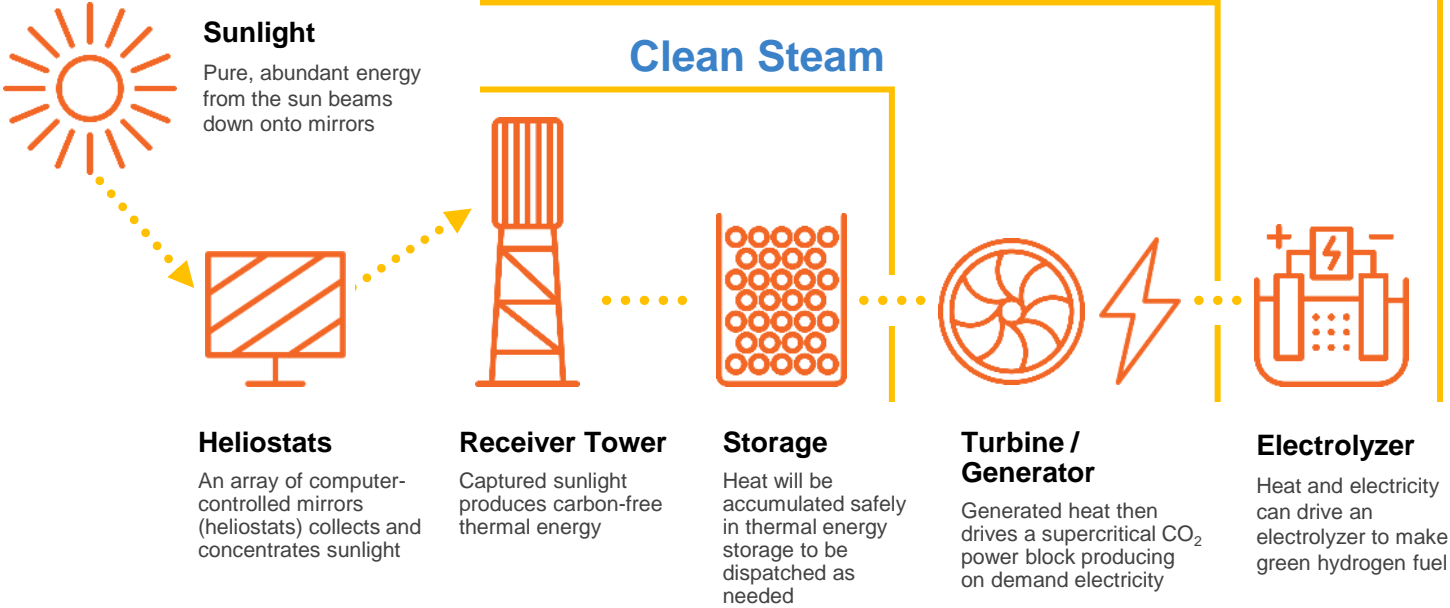 Sunlight
Pure, abundant energy
from the sun beams
down onto mirrors
Clean Steam
+ −
Heliostats
An array of computer-
controlled mirrors
(heliostats) collects and
concentrates sunlight
Receiver Tower
Captured sunlight
produces carbon-free
thermal energy
Storage
Heat will be
accumulated safely
in thermal energy
storage to be
dispatched as
needed
Turbine /
Generator
Generated heat then
drives a supercritical CO₂
power block producing
on demand electricity
Electrolyzer
Heat and electricity
can drive an
electrolyzer to make
green hydrogen fuel